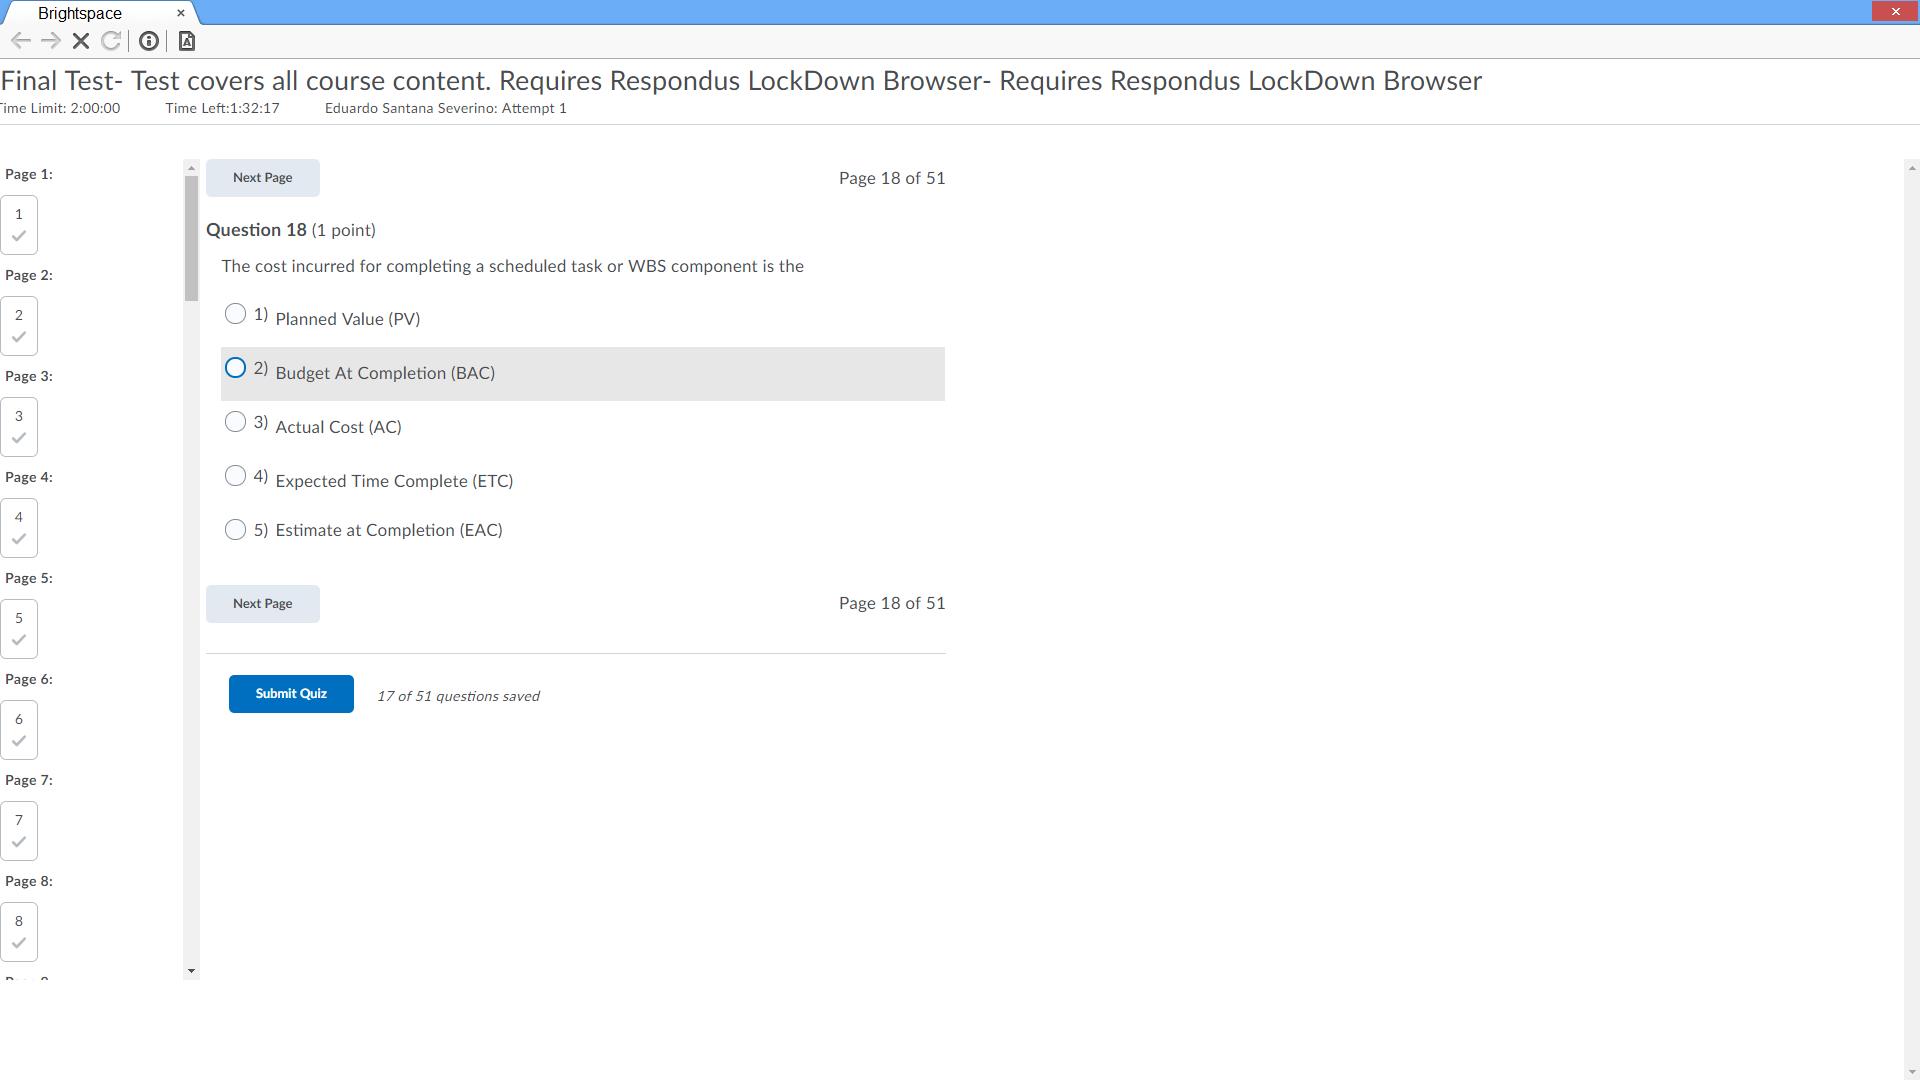 Brightspace
Final Test- Test covers all course content. Requires Respondus LockDown Browser- Requires Respondus LockDown Browser
Time Limit: 2:00:00 Time Left:1:32:17 Eduardo Santana Severino: Attempt 1
Page 1:
1
Page 2:
2
Page 3:
3
Page 4:
4
Page 5:
5
Page 6:
6
Page 7:
7
Page 8:
8
Next Page Page 18 of 51
Question 18 (1 point)
The cost incurred for completing a scheduled task or WBS component is the
1) Planned Value (PV)
2) Budget At Completion (BAC)
3) Actual Cost (AC)
4) Expected Time Complete (ETC)
5) Estimate at Completion (EAC)
Next Page Page 18 of 51
Submit Quiz 17 of 51 questions saved